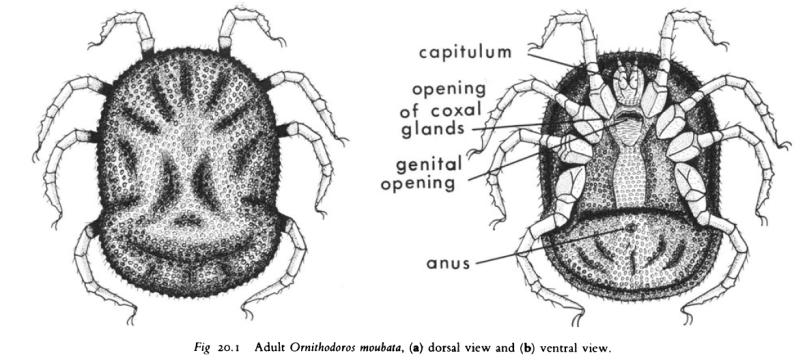 capitulum
opening
of coxal
glands
genital
opening
anus
Fig 20.1 Adult Ornithodoros moubata, (a) dorsal view and (b) ventral view.